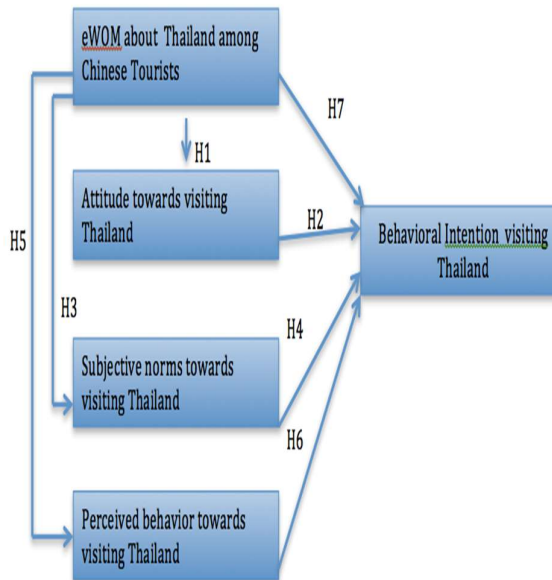 eWOM about Thailand among
Chinese Tourists
H7
H1
Attitude towards visiting
Thailand
H2
Behavioral Intention visiting
Thailand
H5
H3
H4
Subjective norms towards
visiting Thailand
H6
Perceived behavior towards
visiting Thailand